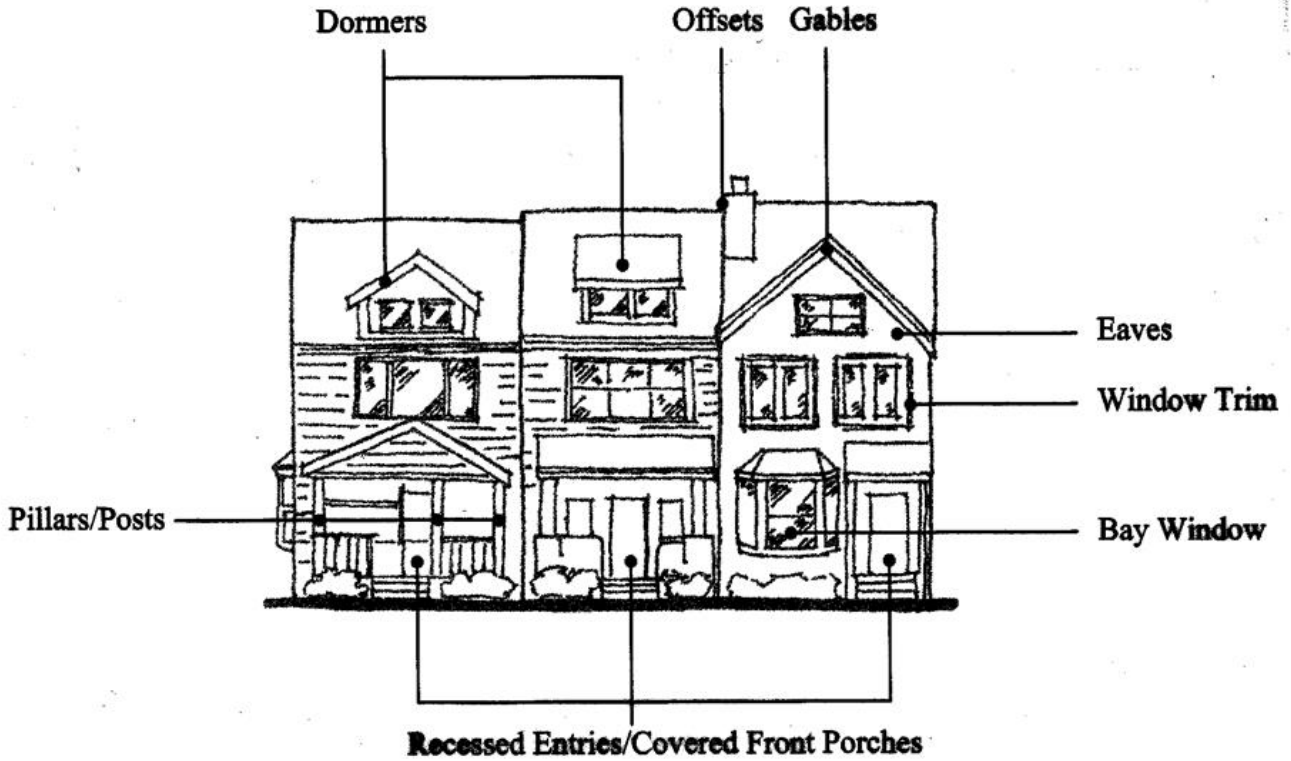 Dormers
Offsets
Gables
Eaves
Window Trim
Pillars/Posts
Bay Window
Recessed Entries/Covered Front Porches